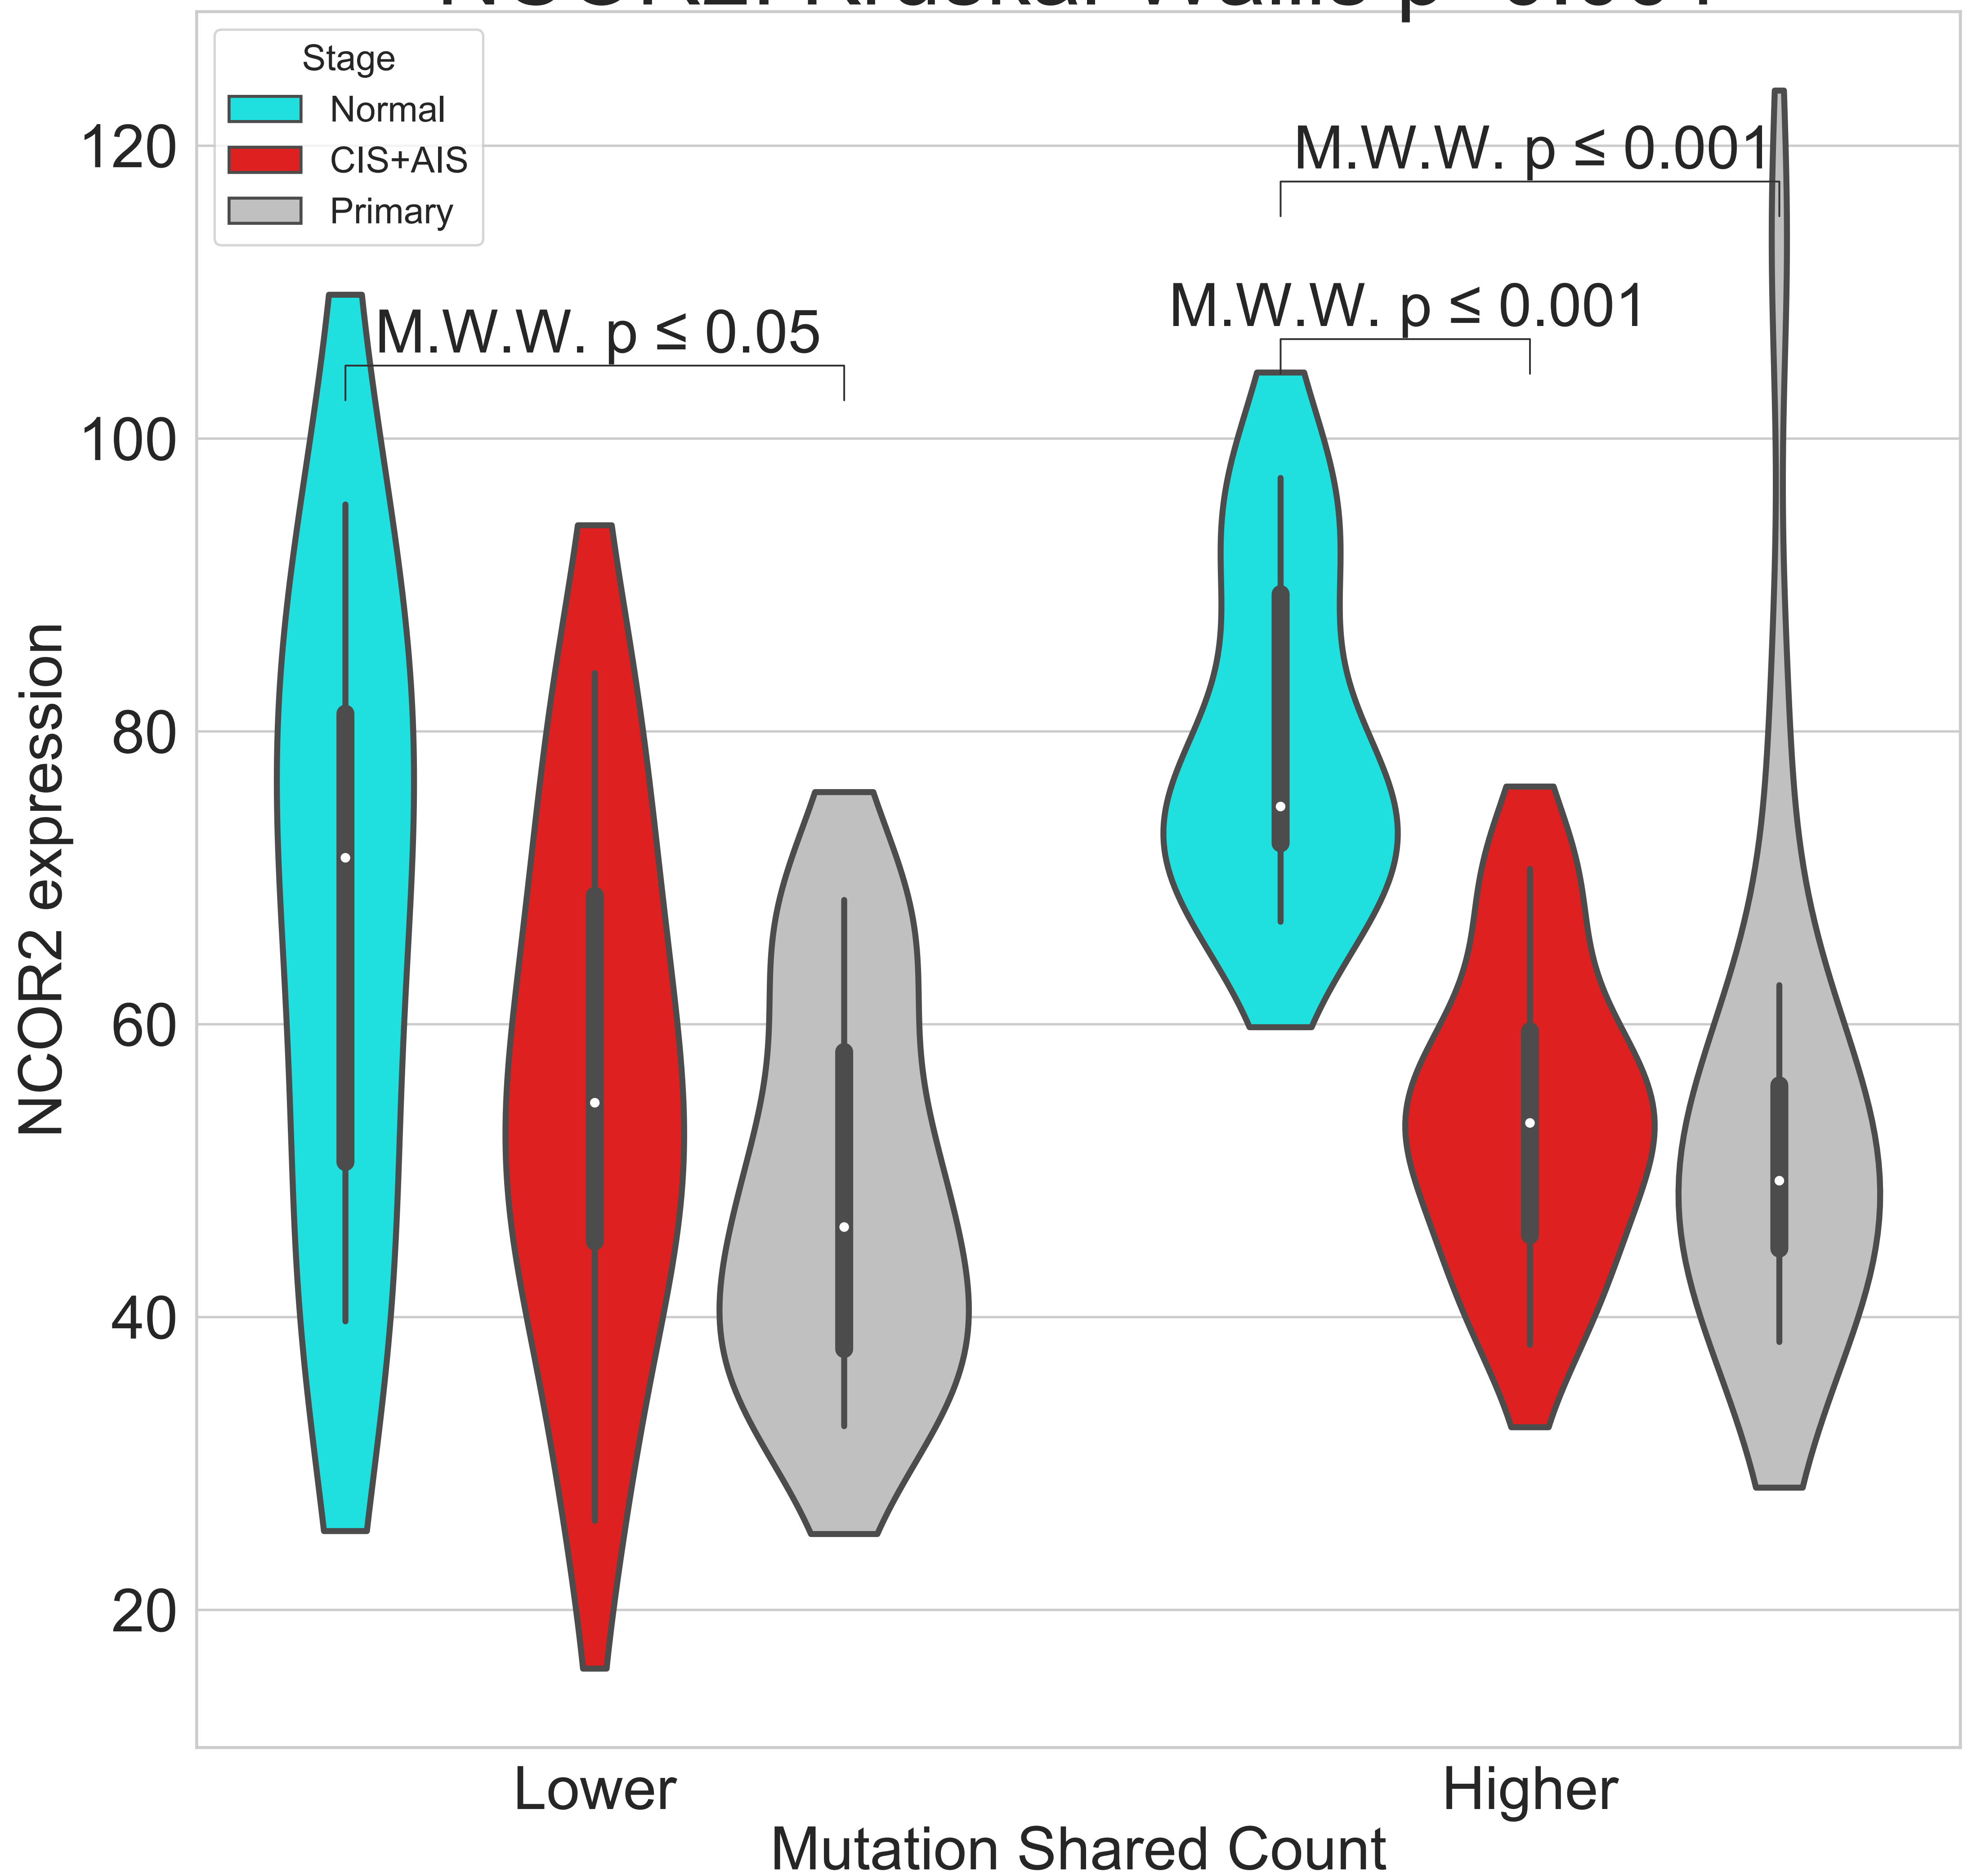 Stage
Normal
CIS+AIS
Primary
M.W.W. p ≤ 0.001
M.W.W. p ≤ 0.001
M.W.W. p ≤ 0.05
120
100
80
60
40
20
NCOR2 expression
Lower
Higher
Mutation Shared Count